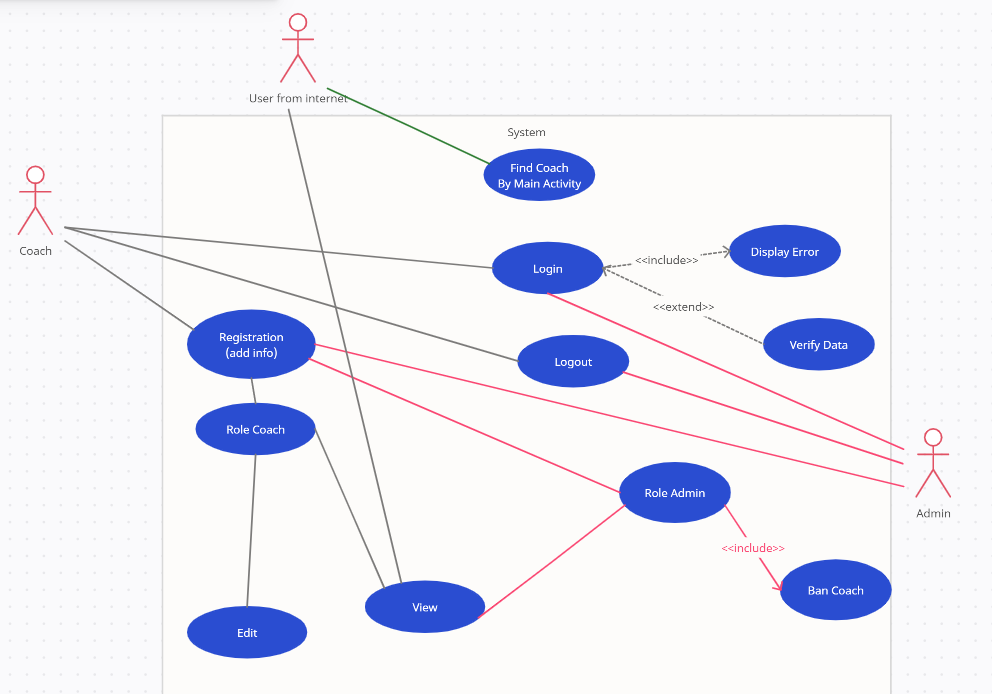 User from internet
System
Find Coach
By Main Activity
Coach
Login
<<include>>
Display Error
<<extend>>
Registration
(add info)
Logout
Verify Data
Role Coach
Role Admin
Admin
<<include>>
Ban Coach
View
Edit